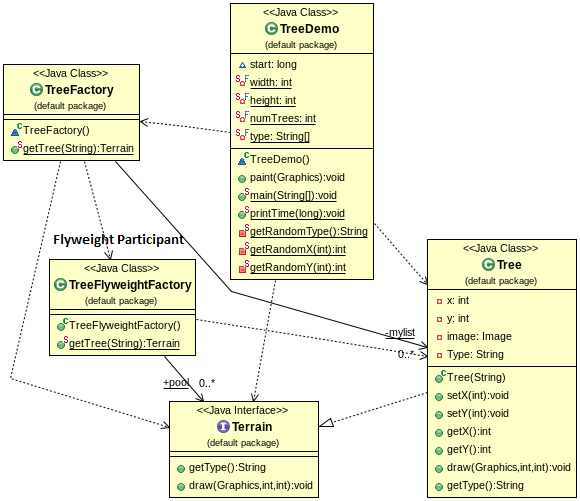 <<Java Class>>
TreeDemo
(default package)
start: long
width: int
height: int
numTrees: int
type: String[]
TreeDemo()
paint(Graphics):void
main(String[]):void
printTime(long):void
getRandomType():String
getRandomX(int):int
getRandomY(int):int
<<Java Class>>
TreeFactory
(default package)
TreeFactory()
getTree(String):Terrain
Flyweight Participant
<<Java Class>>
TreeFlyweightFactory
(default package)
TreeFlyweightFactory()
getTree(String):Terrain
<<Java Class>>
Tree
(default package)
x: int
y: int
image: Image
Type: String
Tree(String)
setX(int):void
setY(int):void
getX():int
getY():int
draw(Graphics,int,int):void
getType():String
-mylist
0..*
+pool 0..*
<<Java Interface>>
Terrain
(default package)
getType():String
draw(Graphics,int,int):void